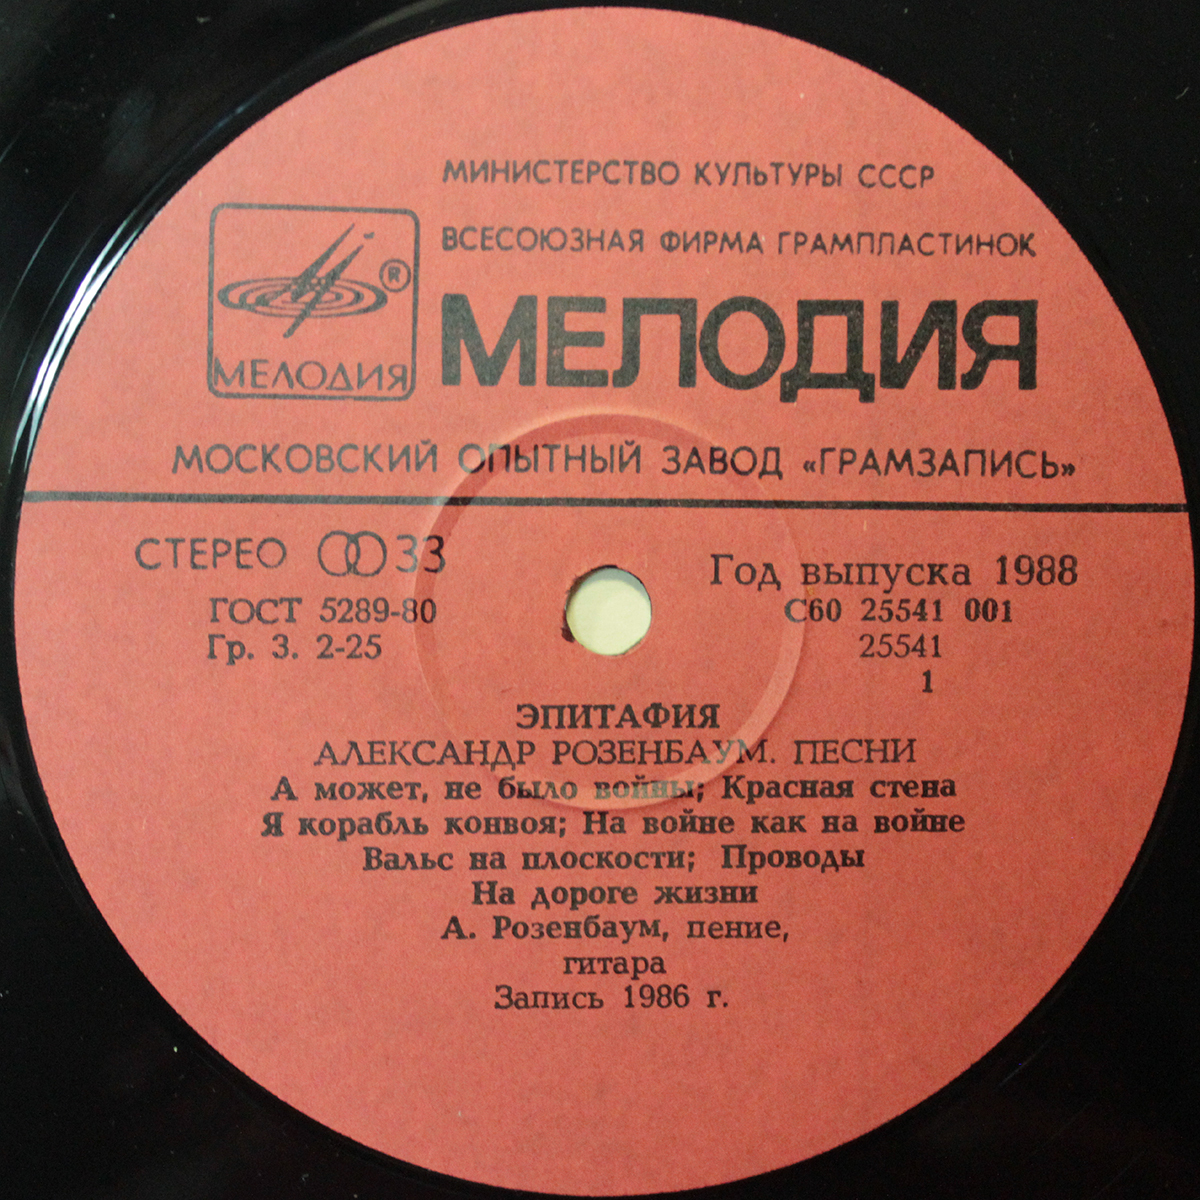 МИНИСТЕРСТВО КУЛЬТУРЫ СССР
ВСЕСОЮЗНАЯ ФИРМА ГРАМПЛАСТИНОК
®
МЕЛОДИЯ
МЕЛОДИЯ
МОСКОВСКИЙ ОПЫТНЫЙ ЗАВОД «ГРАМЗАПИСЬ»
СТЕРЕО 33
Год выпуска 1988
ГОСТ 5289-80
С60 25541 001
Гр. 3. 2-25
25541
1
ЭПИТАФИЯ
АЛЕКСАНДР РОЗЕНБАУМ. ПЕСНИ
А может, не было войны; Красная стена
Я корабль конвоя; На войне как на войне
Вальс на плоскости; Проводы
На дороге жизни
А. Розенбаум, пение,
гитара
Запись 1986 г.